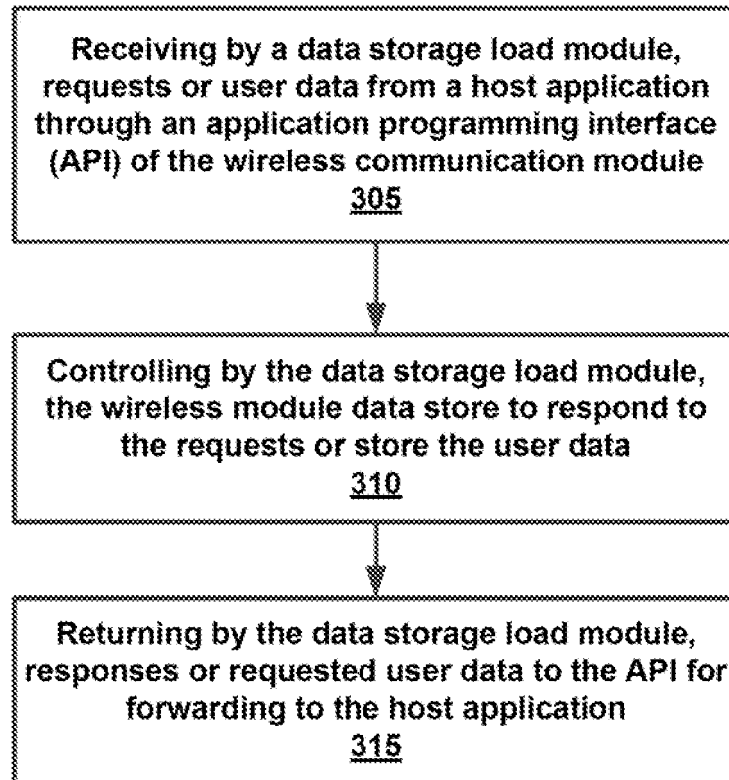 Receiving by a data storage load module,
requests or user data from a host application
through an application programming interface
(API) of the wireless communication module
305
Controlling by the data storage load module,
the wireless module data store to respond to
the requests or store the user data
310
Returning by the data storage load module,
responses or requested user data to the API for
forwarding to the host application
315